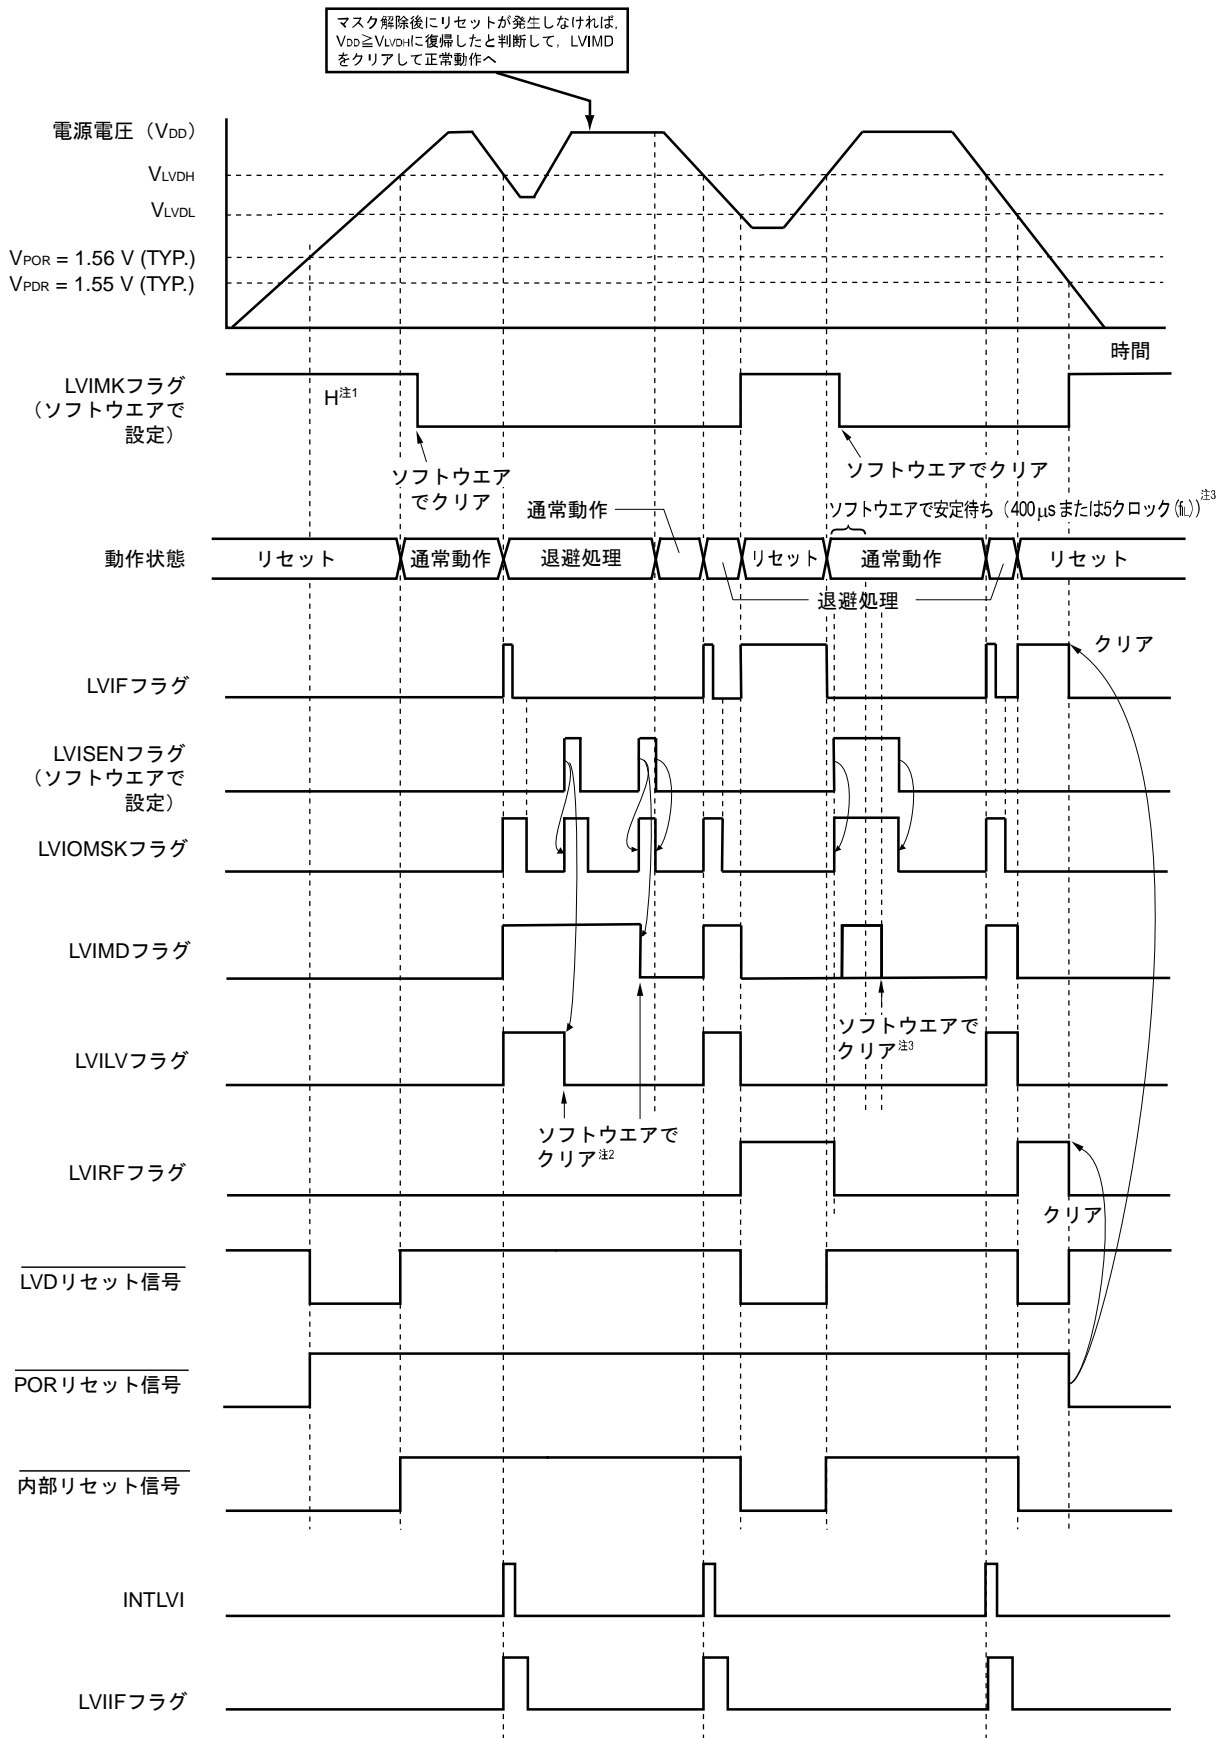 マスク解除後にリセットが発生しなければ,
VDD≧VLVDHに復帰したと判断して, LVIMD
をクリアして正常動作へ
電源電圧（VDD）
VLVDH
VLVDL
VPOR = 1.56 V (TYP.)
VPDR = 1.55 V (TYP.)
時間
LVIMKフラグ
（ソフトウエアで
設定）
H注1
ソフトウエア
でクリア
ソフトウエアでクリア
通常動作
ソフトウエアで安定待ち（400 μs または5クロック(fIL)）注3
動作状態
リセット
通常動作
退避処理
リセット
通常動作
リセット
退避処理
クリア
LVIFフラグ
LVISENフラグ
（ソフトウエアで
設定）
LVIOMSKフラグ
LVIMDフラグ
ソフトウエアで
クリア注3
LVILVフラグ
ソフトウエアで
クリア注2
LVIRFフラグ
クリア
LVDリセット信号
PORリセット信号
内部リセット信号
INTLVI
LVIIFフラグ